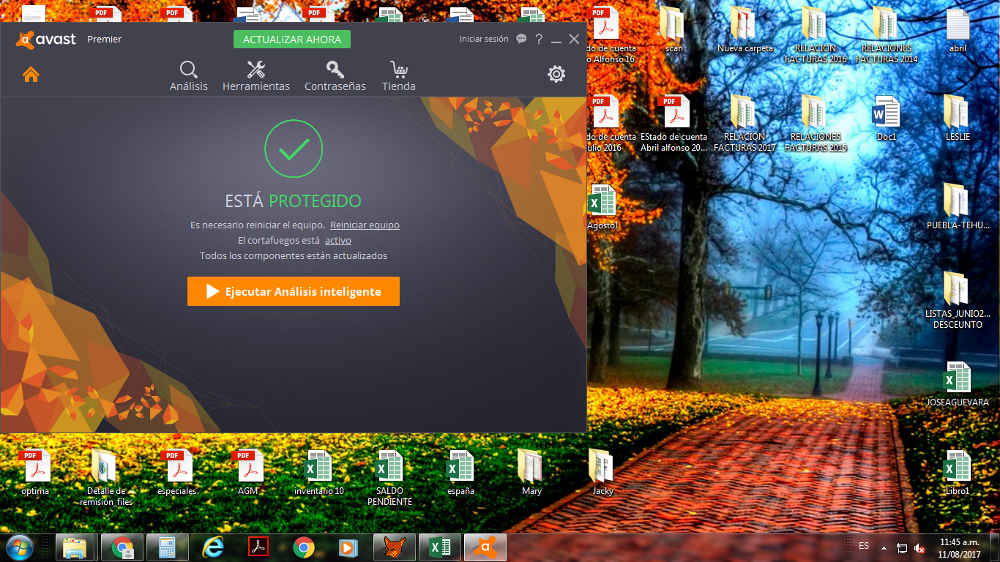 avast Premier
ACTUALIZAR AHORA
Iniciar sesión
?
Análisis
Herramientas
Contraseñas
Tienda
ESTÁ PROTEGIDO
Es necesario reiniciar el equipo. Reiniciar equipo
El cortafuegos está activo
Todos los componentes están actualizados
Ejecutar Análisis inteligente
PDF
PDF
PDF
PDF
do de cuenta
o Alfonso 16
scan
Nueva carpeta
RELACION
FACTURAS 2016
RELACIONES
FACTURAS 2014
abril
PDF
do de cuenta
ulio 2016
PDF
EStado de cuenta
Abril alfonso 20...
RELACION
FACTURAS 2017
RELACIONES
FACTURAS 2015
Doc1
LESLIE
Agosto1
PUEBLA-TEHU...
LISTAS_JUNIO2...
DESCEUNTO
JOSEAGUEVARA
PDF
optima
Detalle de
remisión_files
PDF
especiales
PDF
AGM
inventario 10
SALDO
PENDIENTE
españa
Mary
Jacky
Libro1
ES
11:45 a.m.
11/08/2017